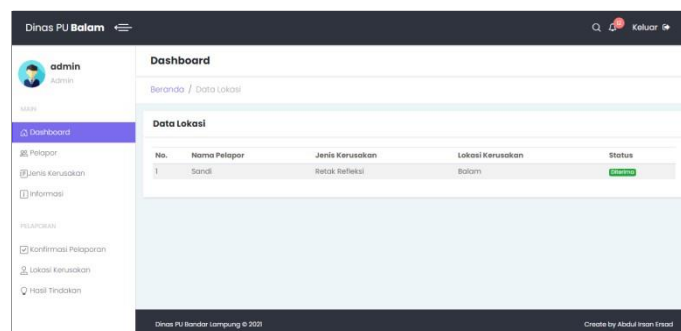 Dinas PU Balam
Keluar
admin
Admin
MAIN
Dashboard
Pelapor
Jenis Kerusakan
Informasi
PELAPORAN
Konfirmasi Pelaporan
Lokasi Kerusakan
Hasil Tindakan
Dashboard
Beranda / Data Lokasi
Data Lokasi
No. Nama Pelapor Jenis Kerusakan Lokasi Kerusakan Status
1 Sandi Retak Refleksi Balam Diterima
Dinas PU Bandar Lampung © 2021 Create by Abdul Irsan Ersad